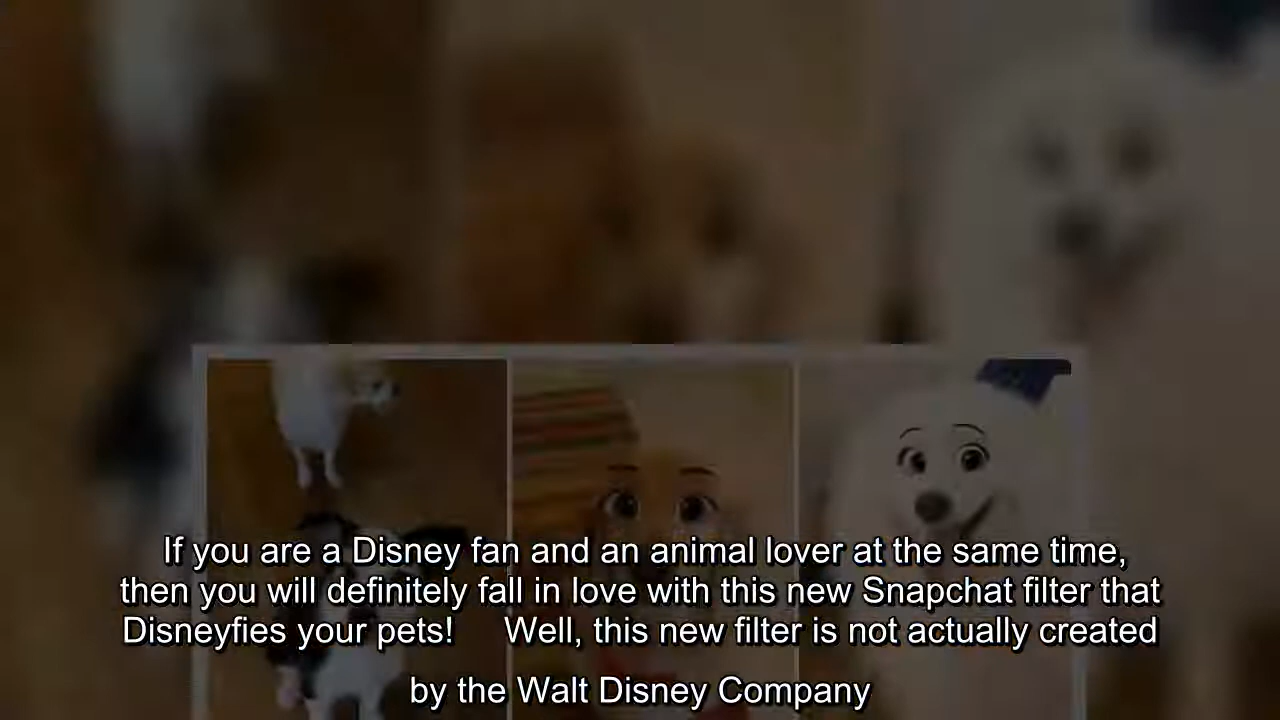 If you are a Disney fan and an animal lover at the same time,
then you will definitely fall in love with this new Snapchat filter that
Disneyfies your pets! Well, this new filter is not actually created
by the Walt Disney Company